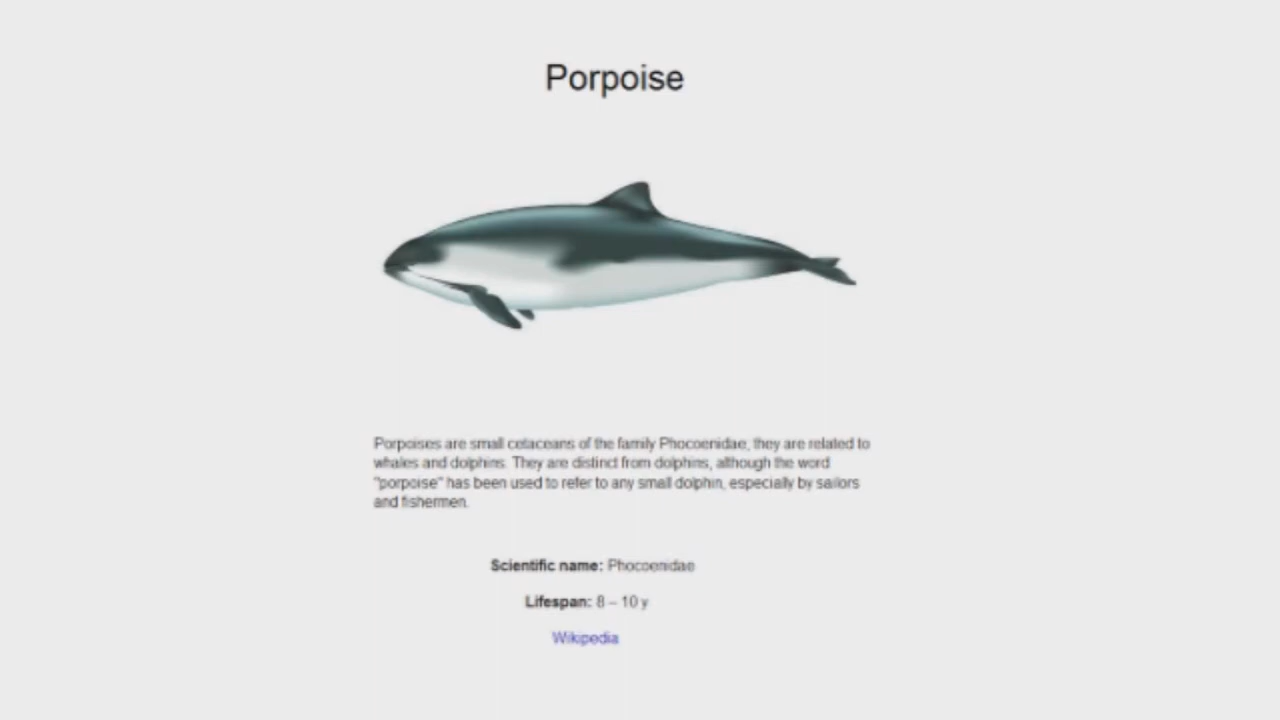 Porpoise
Porpoises are small cetaceans of the family Phocoenidae; they are related to
whales and dolphins. They are distinct from dolphins, although the word
"porpoise" has been used to refer to any small dolphin, especially by sailors
and fishermen.
Scientific name: Phocoenidae
Lifespan: 8 – 10 y
Wikipedia